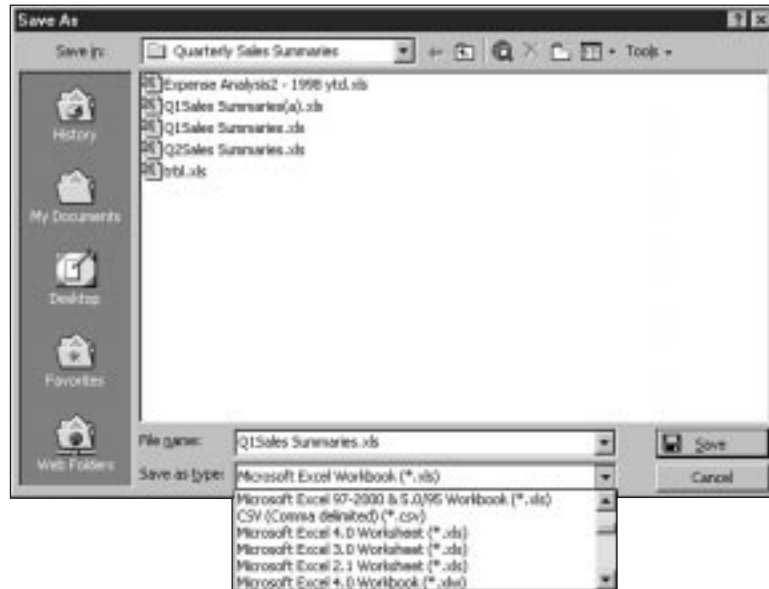 Save As
Save in:
Quarterly Sales Summaries
Tools
Expense Analysis2 - 1998 ytd.xls
Q1Sales Summaries(a).xls
Q1Sales Summaries.xls
Q2Sales Summaries.xls
trbl.xls
History
My Documents
Desktop
Favorites
Web Folders
File name:
Q1Sales Summaries.xls
Save
Save as type:
Microsoft Excel Workbook (*.xls)
Cancel
Microsoft Excel 97-2000 & 5.0/95 Workbook (*.xls)
CSV (Comma delimited) (*.csv)
Microsoft Excel 4.0 Worksheet (*.xls)
Microsoft Excel 3.0 Worksheet (*.xls)
Microsoft Excel 2.1 Worksheet (*.xls)
Microsoft Excel 4.0 Workbook (*.xlw)